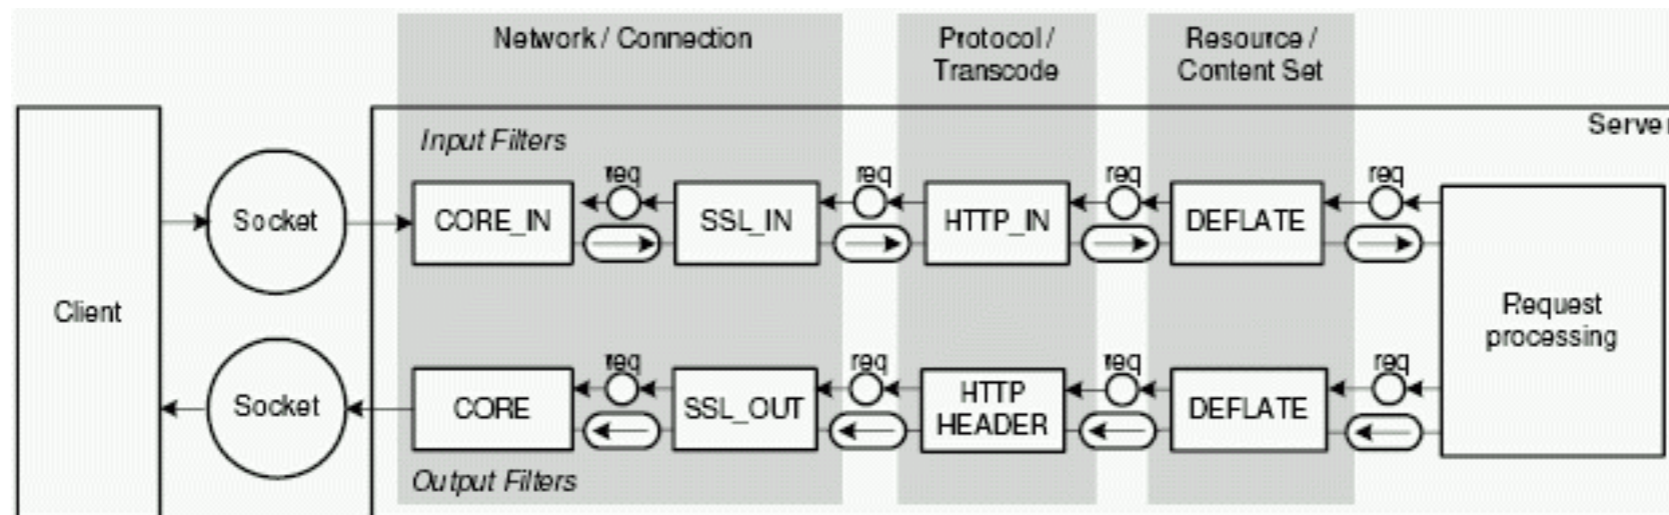 Network / Connection
Protocol /
Transcode
Resource /
Content Set
Server
Input Filters
req
req
req
req
Socket
CORE_IN
SSL_IN
HTTP_IN
DEFLATE
Client
Request
processing
req
req
req
req
Socket
CORE
SSL_OUT
HTTP
HEADER
DEFLATE
Output Filters